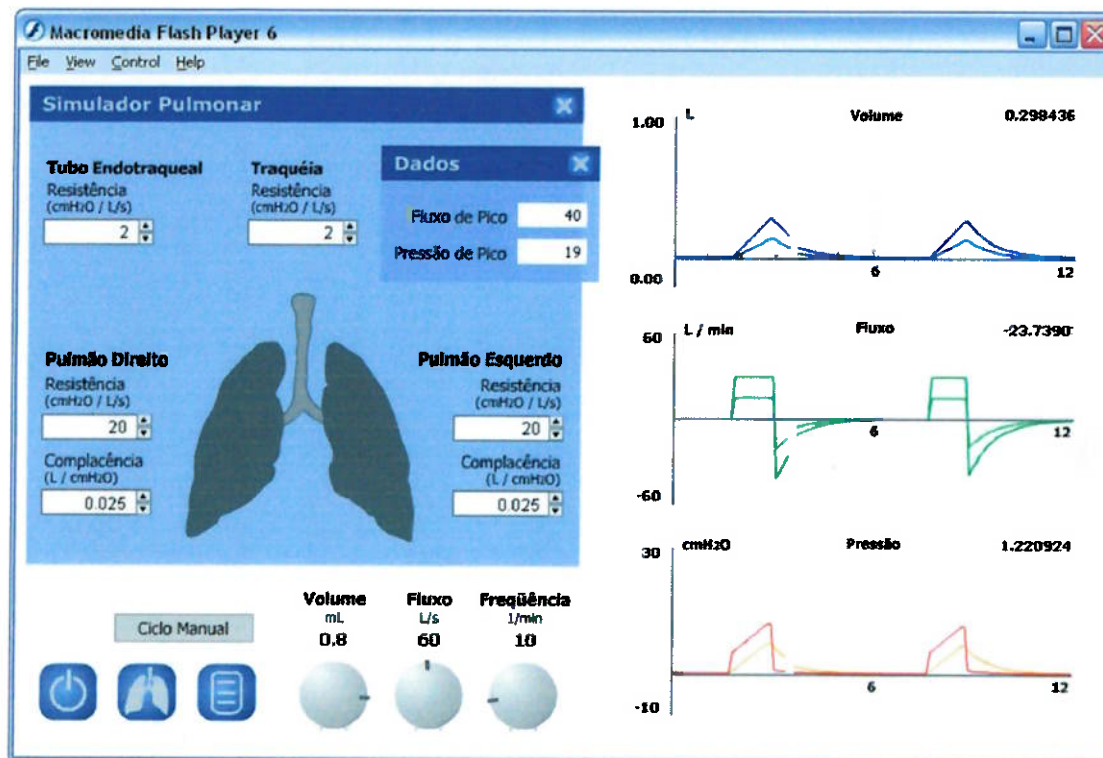 Macromedia Flash Player 6
File View Control Help
Simulador Pulmonar
Tubo Endotraqueal
Resistência
(cmH2O / L/s)
2
Traquéia
Resistência
(cmH2O / L/s)
2
Dados
Fluxo de Pico 40
Pressão de Pico 19
Pulmão Direito
Resistência
(cmH2O / L/s)
20
Complacência
(L / cmH2O)
0.025
Pulmão Esquerdo
Resistência
(cmH2O / L/s)
20
Complacência
(L / cmH2O)
0.025
Ciclo Manual
Volume
mL
0.8
Fluxo
L/s
60
Freqüência
1/min
10
1.00 L Volume 0.298436
0.00 6 12
60 L / min Fluxo -23.7390
6 12
-60
30 cmH2O Pressão 1.220924
6 12
-10